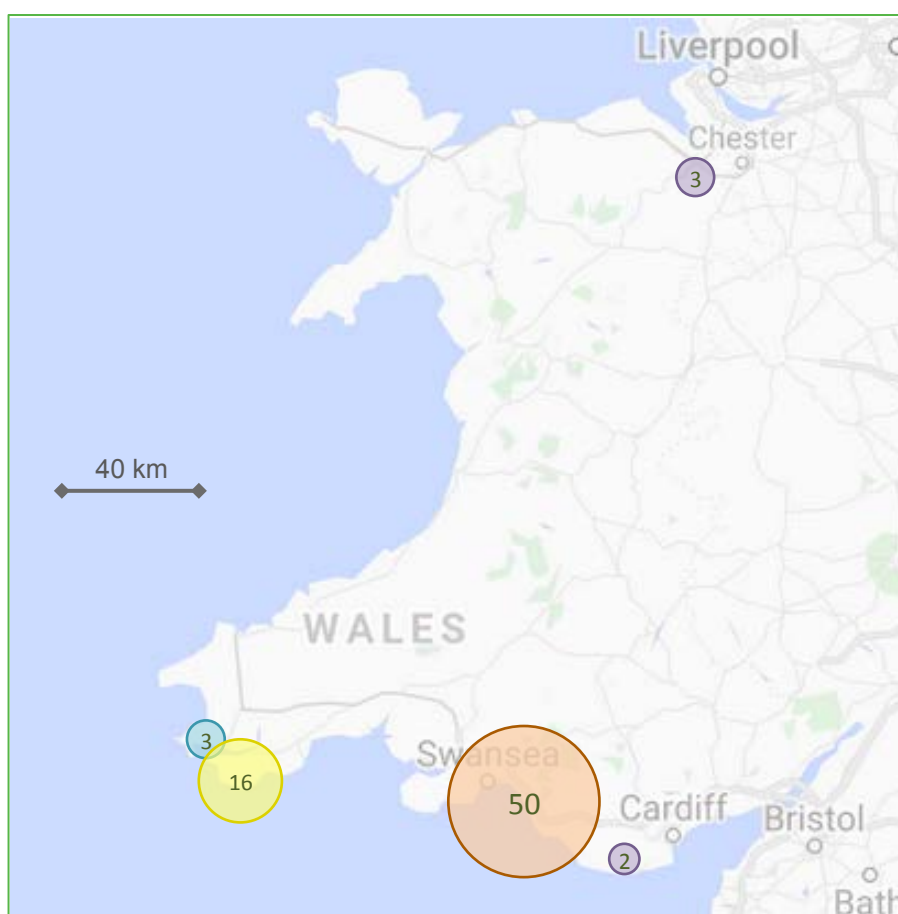 Liverpool
Chester
3
40 km
WALES
3
Swansea
16
50
Cardiff
Bristol
2
Bath